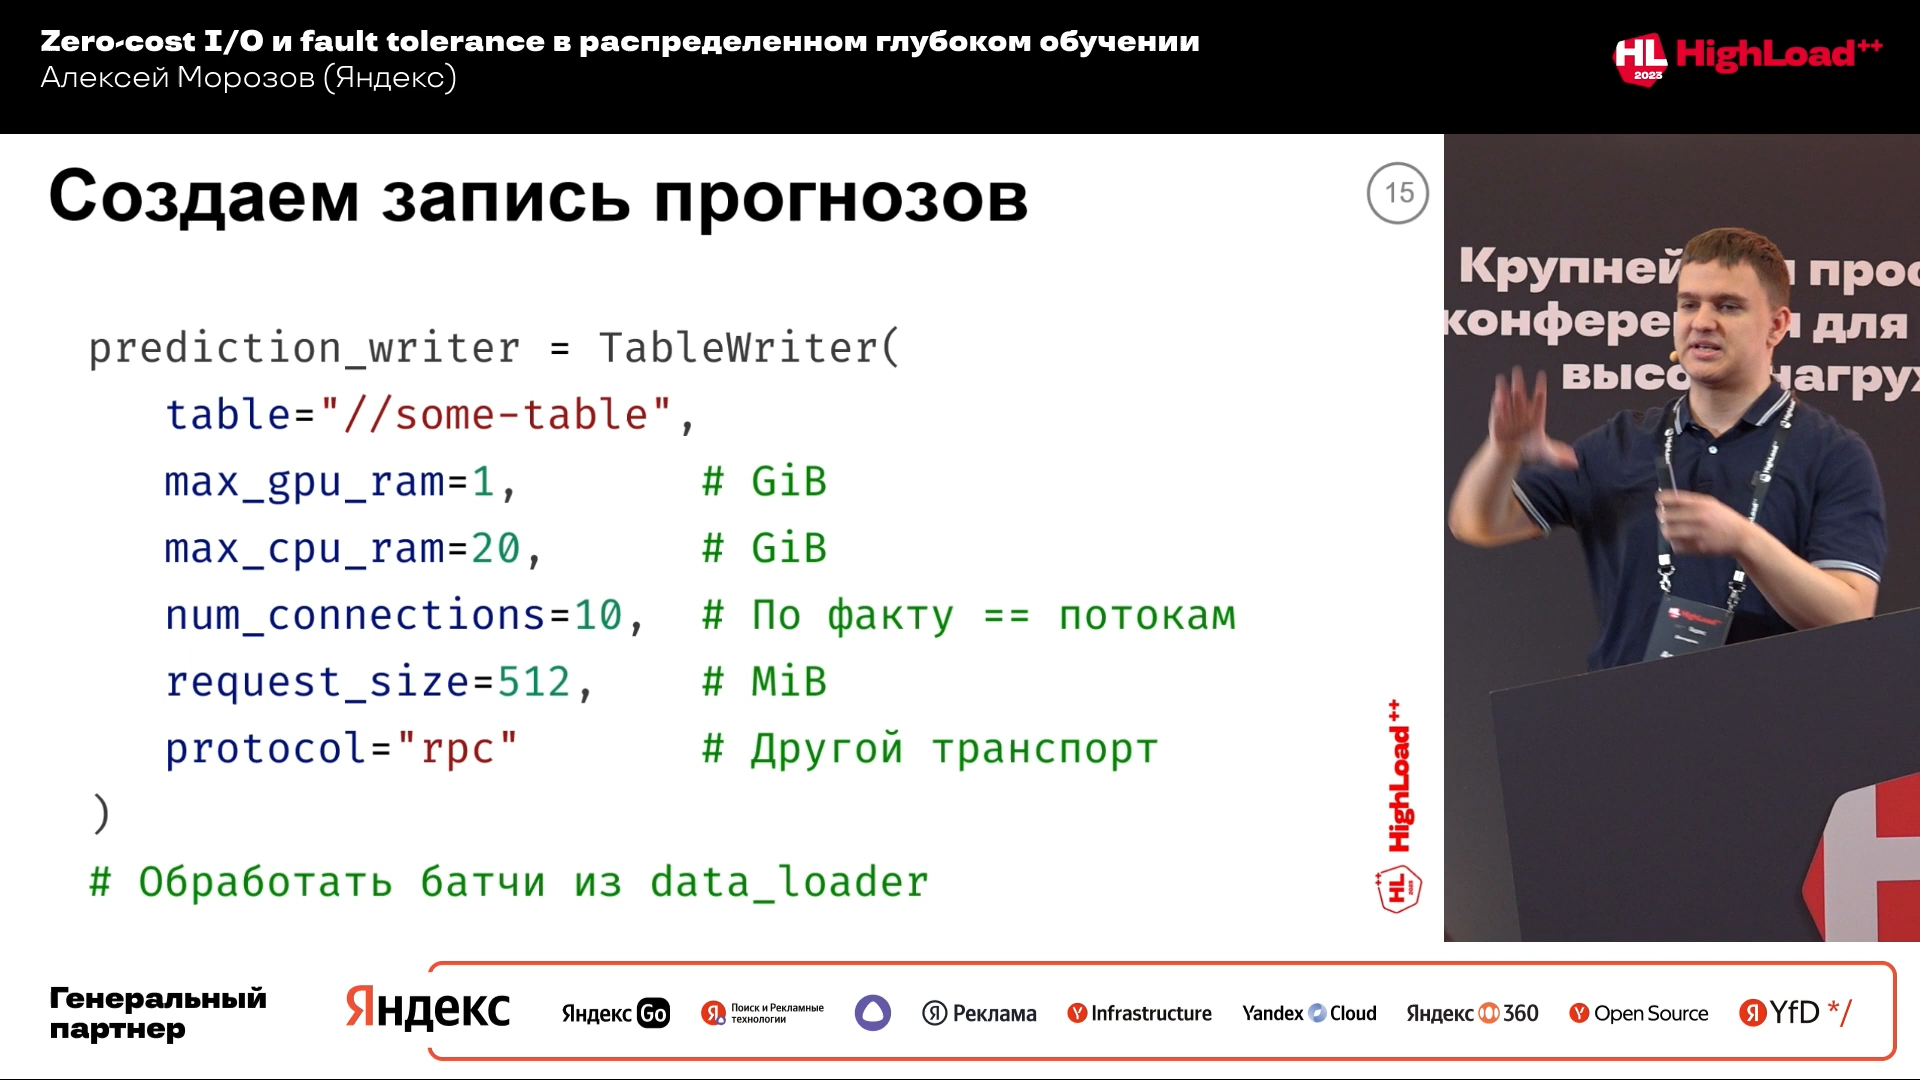 Zero-cost I/O и fault tolerance в распределенном глубоком обучении
Алексей Морозов (Яндекс)
HL 2023 HighLoad++
Создаем запись прогнозов
15
prediction_writer = TableWriter(
table="//some-table",
max_gpu_ram=1, # GiB
max_cpu_ram=20, # GiB
num_connections=10, # По факту == потокам
request_size=512, # MiB
protocol="rpc" # Другой транспорт
)
# Обработать батчи из data_loader
HL++ HighLoad++
конференции для
HighLoad
Генеральный
партнер
Яндекс
Яндекс Go
Я Поиск и Рекламные
технологии
Я Реклама
Y Infrastructure
Yandex Cloud
Яндекс 360
Y Open Source
Я YfD */